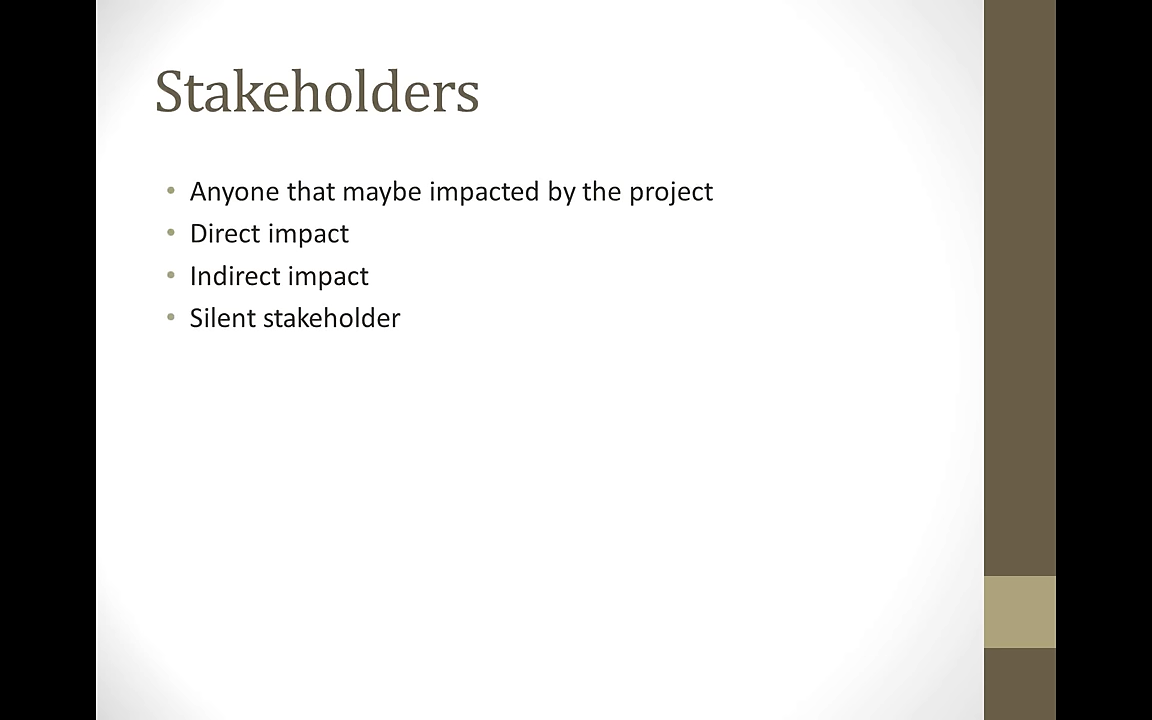 Stakeholders
• Anyone that maybe impacted by the project
• Direct impact
• Indirect impact
• Silent stakeholder